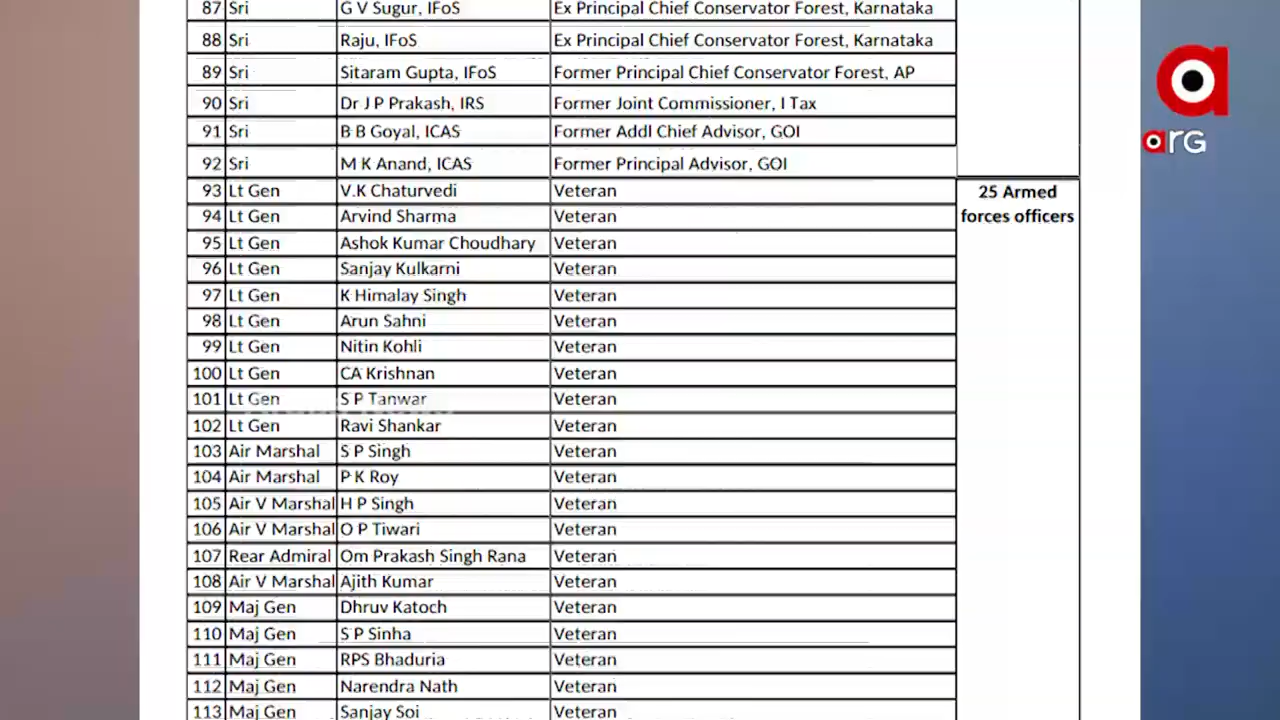 87 Sri G V Sugur, IFoS Ex Principal Chief Conservator Forest, Karnataka
88 Sri Raju, IFoS Ex Principal Chief Conservator Forest, Karnataka
89 Sri Sitaram Gupta, IFoS Former Principal Chief Conservator Forest, AP
90 Sri Dr J P Prakash, IRS Former Joint Commissioner, I Tax
91 Sri B B Goyal, ICAS Former Addl Chief Advisor, GOI
92 Sri M K Anand, ICAS Former Principal Advisor, GOI
93 Lt Gen V.K Chaturvedi Veteran 25 Armed
94 Lt Gen Arvind Sharma Veteran forces officers
95 Lt Gen Ashok Kumar Choudhary Veteran
96 Lt Gen Sanjay Kulkarni Veteran
97 Lt Gen K Himalay Singh Veteran
98 Lt Gen Arun Sahni Veteran
99 Lt Gen Nitin Kohli Veteran
100 Lt Gen CA Krishnan Veteran
101 Lt Gen S P Tanwar Veteran
102 Lt Gen Ravi Shankar Veteran
103 Air Marshal S P Singh Veteran
104 Air Marshal P K Roy Veteran
105 Air V Marshal H P Singh Veteran
106 Air V Marshal O P Tiwari Veteran
107 Rear Admiral Om Prakash Singh Rana Veteran
108 Air V Marshal Ajith Kumar Veteran
109 Maj Gen Dhruv Katoch Veteran
110 Maj Gen S P Sinha Veteran
111 Maj Gen RPS Bhaduria Veteran
112 Maj Gen Narendra Nath Veteran
113 Maj Gen Sanjay Soi Veteran
a
arG